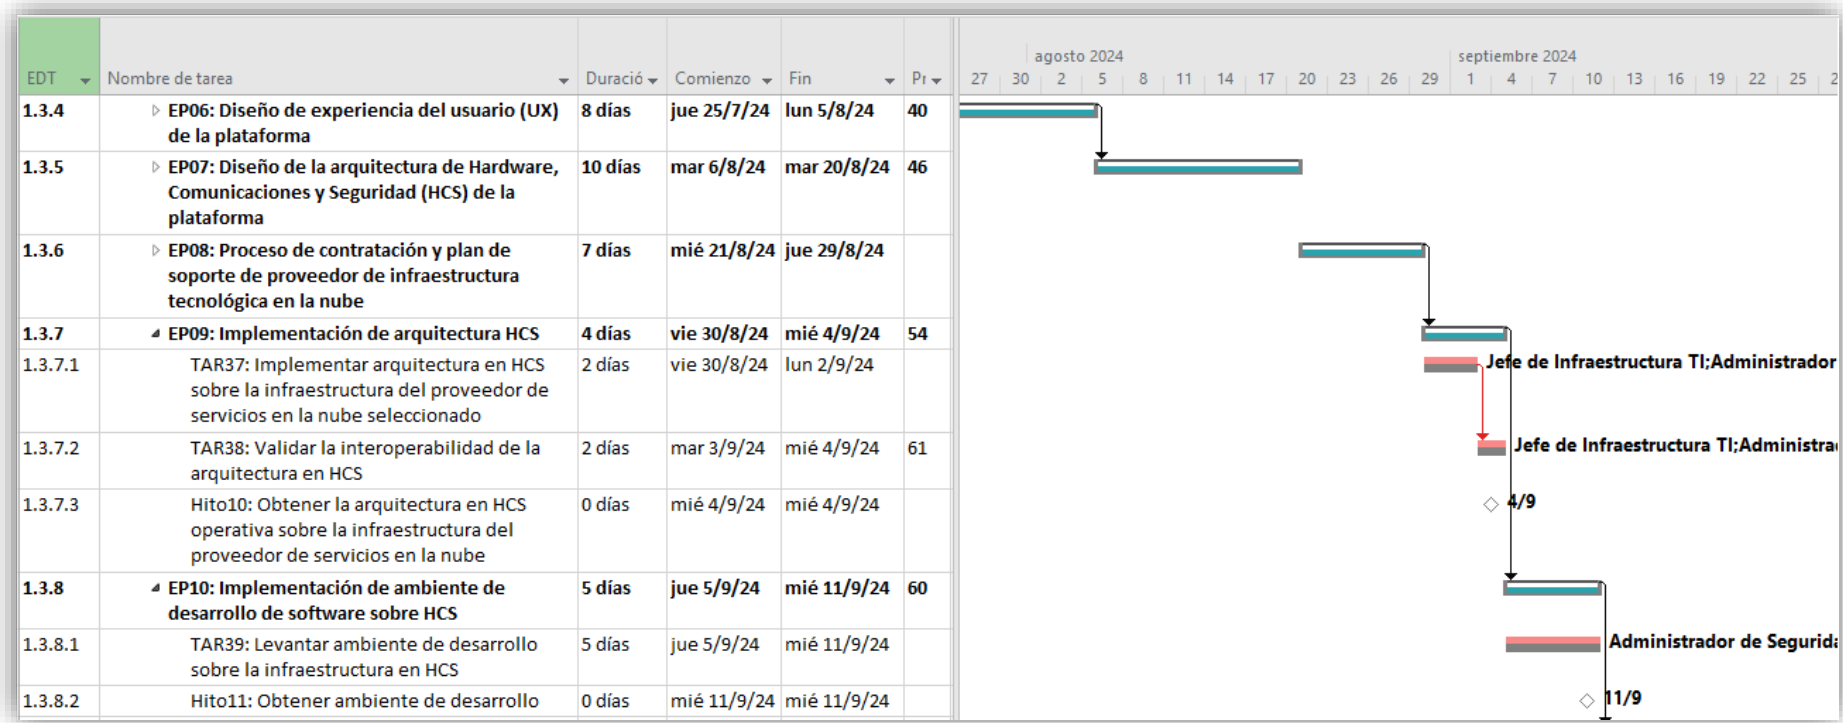 agosto 2024 septiembre 2024
EDT Nombre de tarea Duració Comienzo Fin Pr 27 30 2 5 8 11 14 17 20 23 26 29 1 4 7 10 13 16 19 22 25 2
1.3.4 EP06: Diseño de experiencia del usuario (UX) 8 días jue 25/7/24 lun 5/8/24 40
de la plataforma
1.3.5 EP07: Diseño de la arquitectura de Hardware, 10 días mar 6/8/24 mar 20/8/24 46
Comunicaciones y Seguridad (HCS) de la
plataforma
1.3.6 EP08: Proceso de contratación y plan de 7 días mié 21/8/24 jue 29/8/24
soporte de proveedor de infraestructura
tecnológica en la nube
1.3.7 EP09: Implementación de arquitectura HCS 4 días vie 30/8/24 mié 4/9/24 54
1.3.7.1 TAR37: Implementar arquitectura en HCS 2 días vie 30/8/24 lun 2/9/24 Jefe de Infraestructura TI;Administrador
sobre la infraestructura del proveedor de
servicios en la nube seleccionado
1.3.7.2 TAR38: Validar la interoperabilidad de la 2 días mar 3/9/24 mié 4/9/24 61 Jefe de Infraestructura TI;Administra
arquitectura en HCS
1.3.7.3 Hito10: Obtener la arquitectura en HCS 0 días mié 4/9/24 mié 4/9/24 4/9
operativa sobre la infraestructura del
proveedor de servicios en la nube
1.3.8 EP10: Implementación de ambiente de 5 días jue 5/9/24 mié 11/9/24 60
desarrollo de software sobre HCS
1.3.8.1 TAR39: Levantar ambiente de desarrollo 5 días jue 5/9/24 mié 11/9/24 Administrador de Segurida
sobre la infraestructura en HCS
1.3.8.2 Hito11: Obtener ambiente de desarrollo 0 días mié 11/9/24 mié 11/9/24 11/9